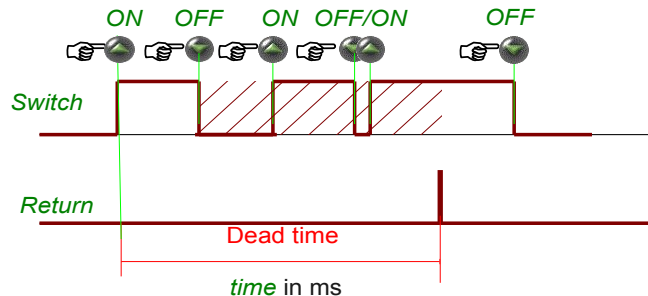 ON OFF ON OFF/ON OFF
Switch
Return
Dead time
time in ms